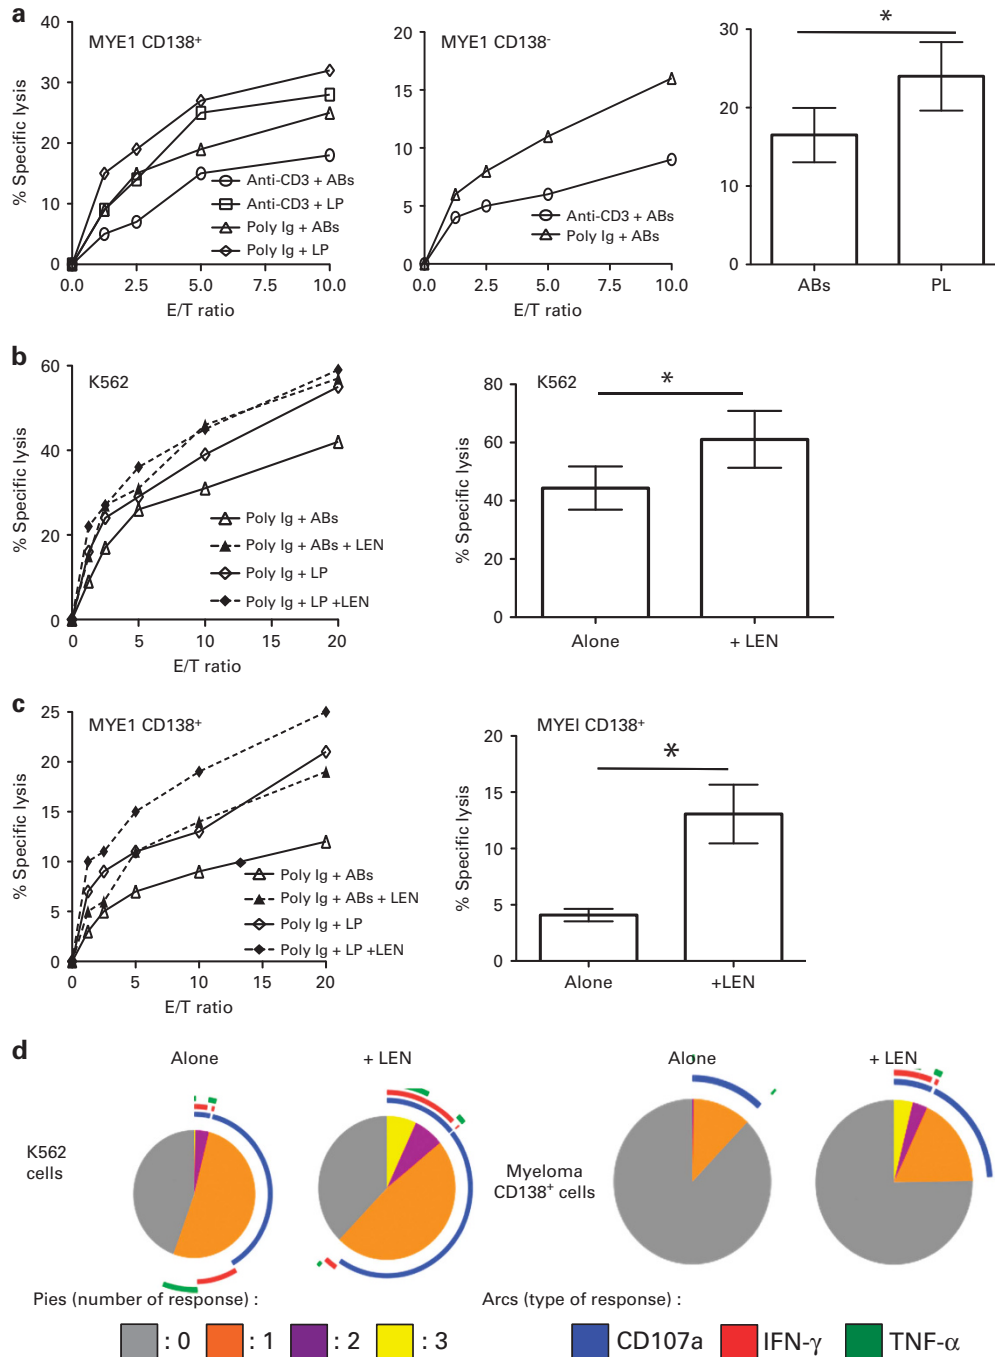 a
MYE1 CD138+
% Specific lysis
40
30
20
10
0
Anti-CD3 + ABs
Anti-CD3 + LP
Poly Ig + ABs
Poly Ig + LP
0.0 2.5 5.0 7.5 10.0
E/T ratio
MYE1 CD138-
20
15
10
5
0
Anti-CD3 + ABs
Poly Ig + ABs
0.0 2.5 5.0 7.5 10.0
E/T ratio
*
30
20
10
0
ABs PL
b
K562
% Specific lysis
60
40
20
0
Poly Ig + ABs
Poly Ig + ABs + LEN
Poly Ig + LP
Poly Ig + LP +LEN
0 5 10 15 20
E/T ratio
K562
*
% Specific lysis
80
60
40
20
0
Alone + LEN
c
MYE1 CD138+
% Specific lysis
25
20
15
10
5
0
Poly Ig + ABs
Poly Ig + ABs + LEN
Poly Ig + LP
Poly Ig + LP +LEN
0 5 10 15 20
E/T ratio
MYEI CD138+
*
% Specific lysis
20
15
10
5
0
Alone +LEN
d
Alone + LEN Alone + LEN
K562
cells
Myeloma
CD138+ cells
Pies (number of response) :
: 0 : 1 : 2 : 3
Arcs (type of response) :
CD107a IFN-γ TNF-α